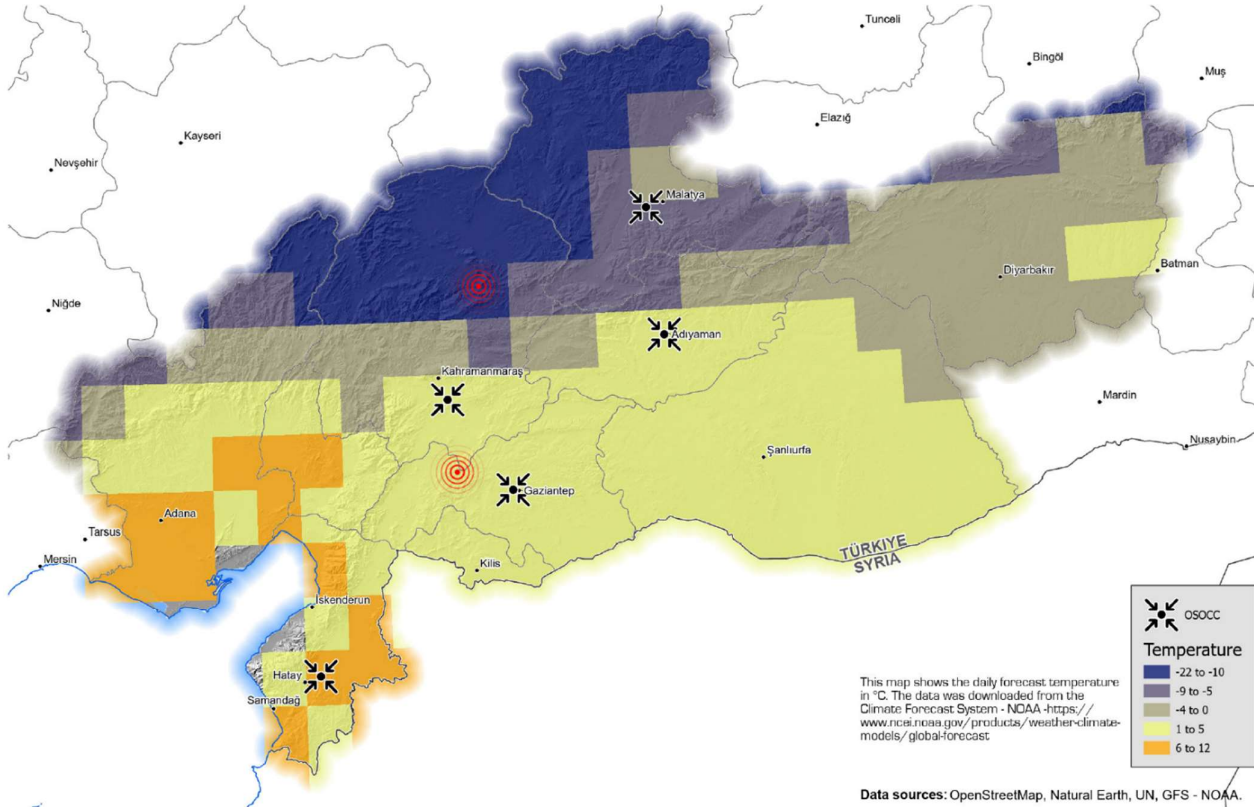 Tunceli
Bingöl
Muş
Kayseri
Elazığ
Nevşehir
Malatya
Niğde
Diyarbakır
Batman
Adıyaman
Kahramanmaraş
Mardin
Nusaybin
Şanlıurfa
Gaziantep
Adana
Tarsus
Mersin
Kilis
TÜRKİYE
SYRIA
İskenderun
Hatay
Samandağ
OSOCC
Temperature
-22 to -10
-9 to -5
-4 to 0
1 to 5
6 to 12
This map shows the daily forecast temperature
in °C. The data was downloaded from the
Climate Forecast System - NOAA -https://
www.ncei.noaa.gov/products/weather-climate-
models/global-forecast
Data sources: OpenStreetMap, Natural Earth, UN, GFS - NOAA.